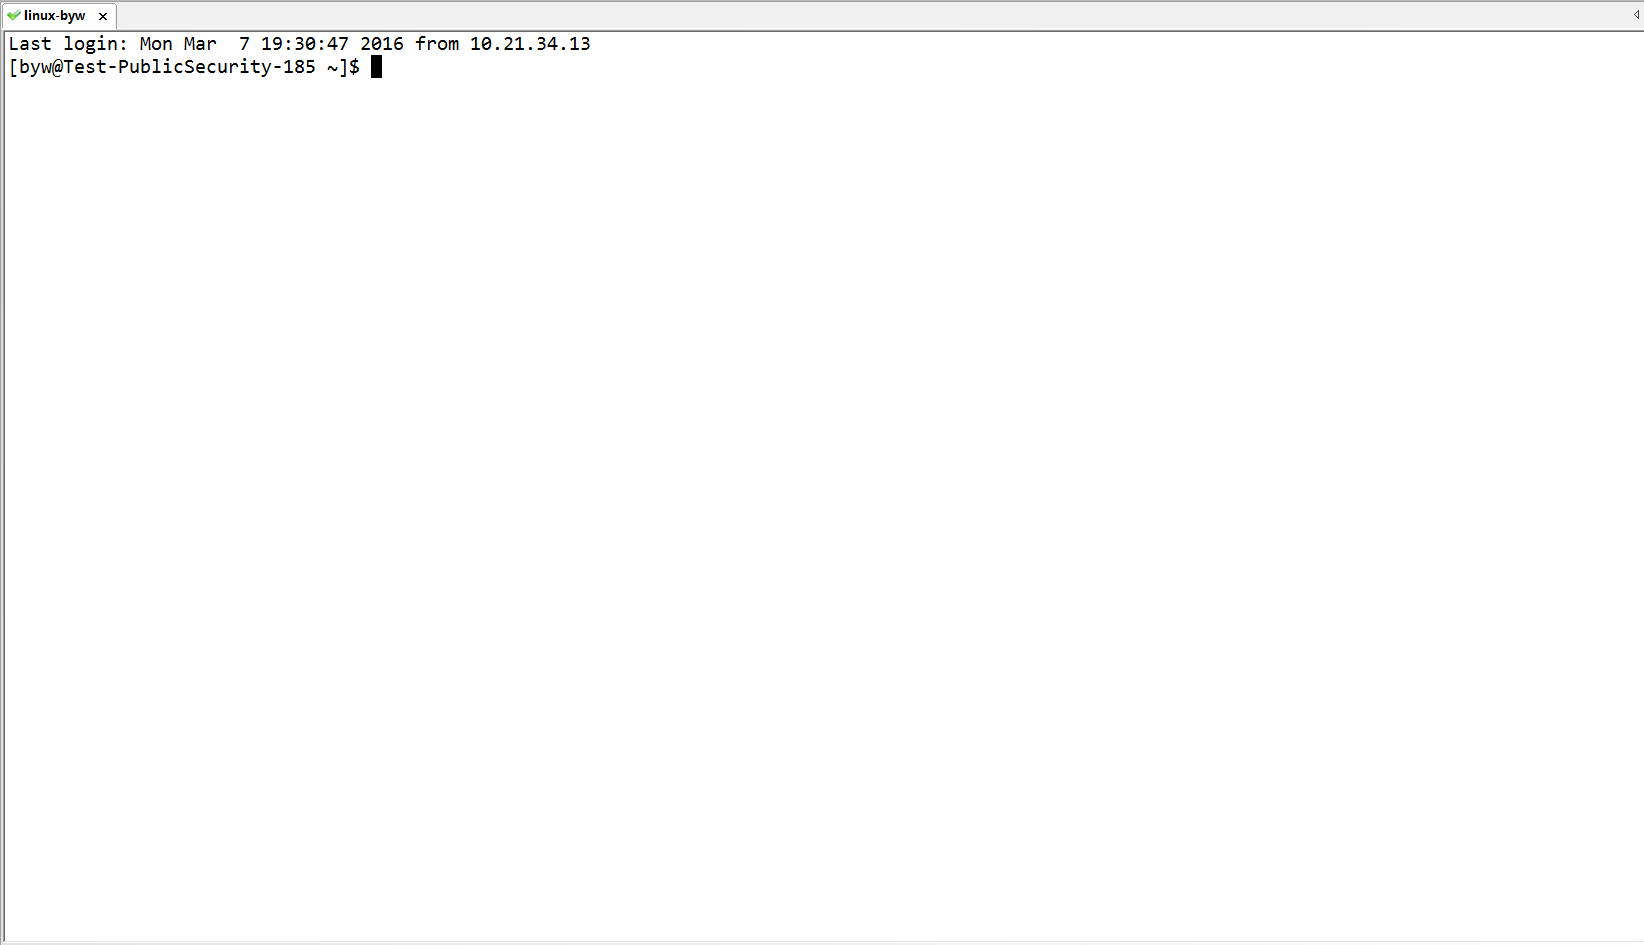 linux-byw
Last login: Mon Mar  7 19:30:47 2016 from 10.21.34.13
[byw@Test-PublicSecurity-185 ~]$